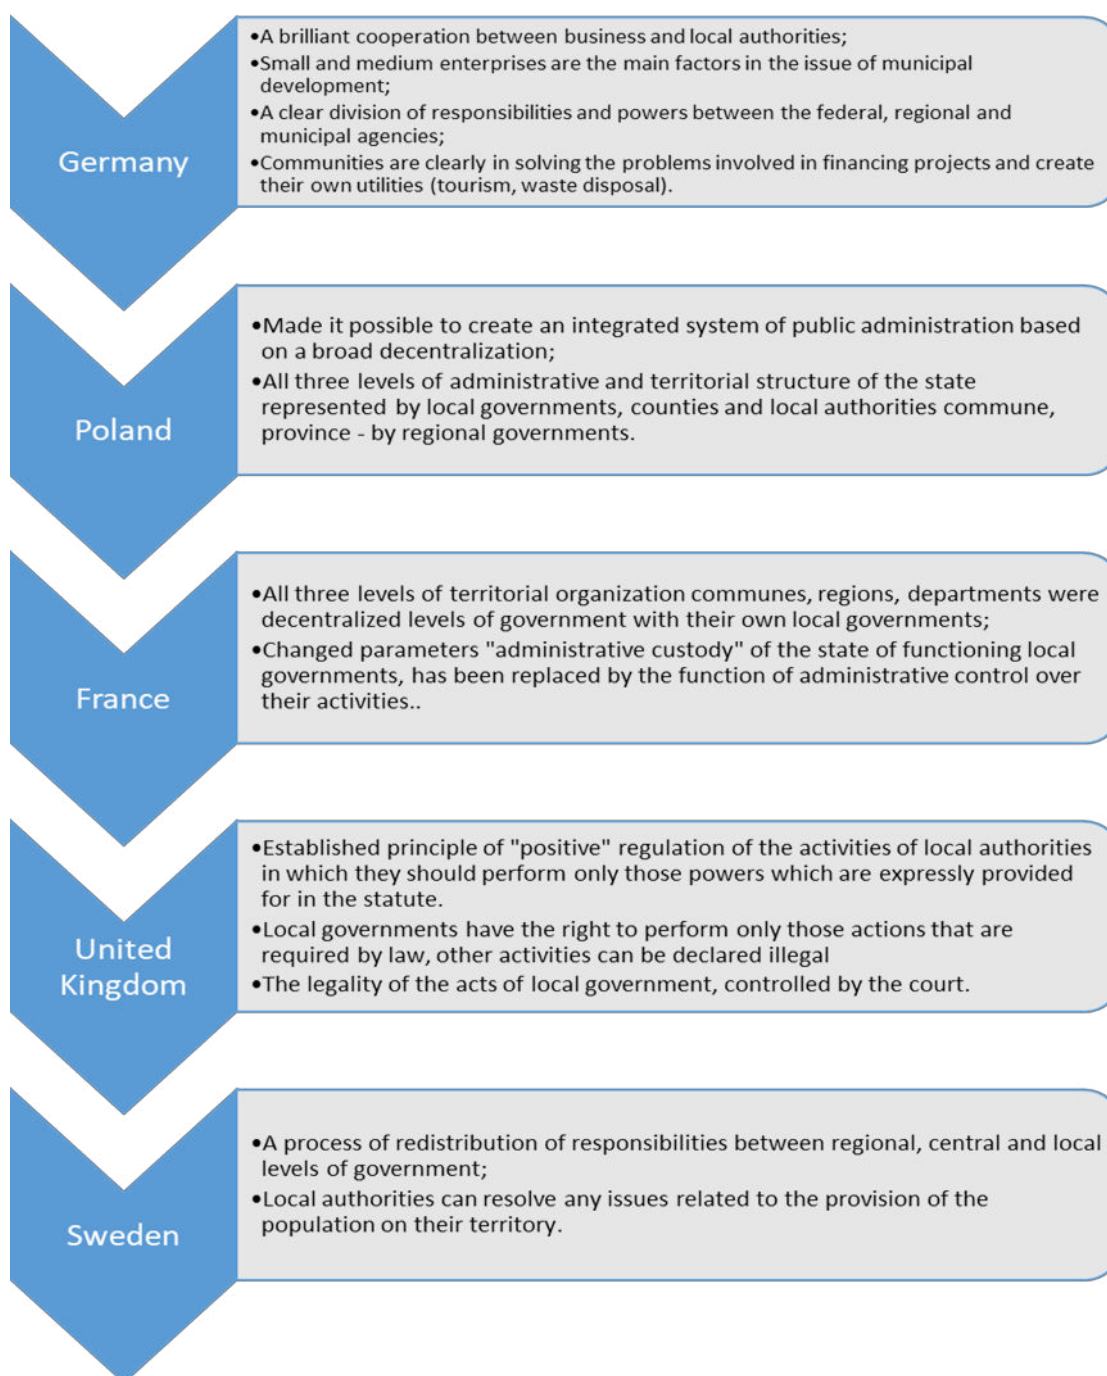 Germany
•A brilliant cooperation between business and local authorities;
•Small and medium enterprises are the main factors in the issue of municipal
development;
•A clear division of responsibilities and powers between the federal, regional and
municipal agencies;
•Communities are clearly in solving the problems involved in financing projects and create
their own utilities (tourism, waste disposal).
Poland
•Made it possible to create an integrated system of public administration based
on a broad decentralization;
•All three levels of administrative and territorial structure of the state
represented by local governments, counties and local authorities commune,
province - by regional governments.
France
•All three levels of territorial organization communes, regions, departments were
decentralized levels of government with their own local governments;
•Changed parameters "administrative custody" of the state of functioning local
governments, has been replaced by the function of administrative control over
their activities..
United
Kingdom
•Established principle of "positive" regulation of the activities of local authorities
in which they should perform only those powers which are expressly provided
for in the statute.
•Local governments have the right to perform only those actions that are
required by law, other activities can be declared illegal
•The legality of the acts of local government, controlled by the court.
Sweden
•A process of redistribution of responsibilities between regional, central and local
levels of government;
•Local authorities can resolve any issues related to the provision of the
population on their territory.